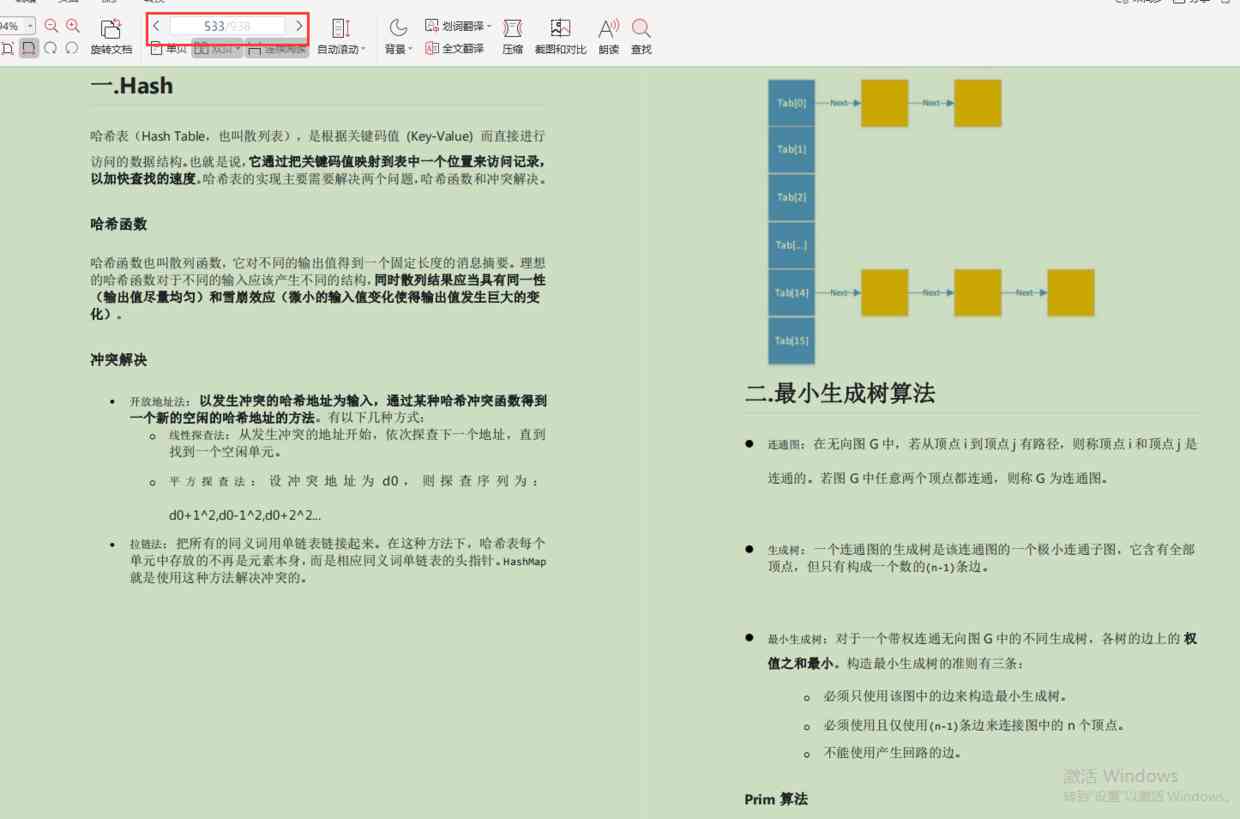 94%
533/938
旋转文档
单页
双页
连续阅读
自动滚动
背景
划词翻译
全文翻译
压缩
截图和对比
朗读
查找
一.Hash
哈希表（Hash Table，也叫散列表），是根据关键码值 (Key-Value) 而直接进行
访问的数据结构。也就是说，它通过把关键码值映射到表中一个位置来访问记录，
以加快查找的速度。哈希表的实现主要需要解决两个问题，哈希函数和冲突解决。
哈希函数
哈希函数也叫散列函数，它对不同的输出值得到一个固定长度的消息摘要。理想
的哈希函数对于不同的输入应该产生不同的结构，同时散列结果应当具有同一性
（输出值尽量均匀）和雪崩效应（微小的输入值变化使得输出值发生巨大的变
化）。
冲突解决
• 开放地址法：以发生冲突的哈希地址为输入，通过某种哈希冲突函数得到
一个新的空闲的哈希地址的方法。有以下几种方式：
o 线性探查法：从发生冲突的地址开始，依次探查下一个地址，直到
找到一个空闲单元。
o 平方探查法：设冲突地址为 d0，则探查序列为：
d0+1^2,d0-1^2,d0+2^2...
• 拉链法：把所有的同义词用单链表链接起来。在这种方法下，哈希表每个
单元中存放的不再是元素本身，而是相应同义词单链表的头指针。HashMap
就是使用这种方法解决冲突的。
Tab[0] Next Next
Tab[1]
Tab[2]
Tab[...]
Tab[14] Next Next Next
Tab[15]
二.最小生成树算法
● 连通图：在无向图 G 中，若从顶点 i 到顶点 j 有路径，则称顶点 i 和顶点 j 是
连通的。若图 G 中任意两个顶点都连通，则称 G 为连通图。
● 生成树：一个连通图的生成树是该连通图的一个极小连通子图，它含有全部
顶点，但只有构成一个数的(n-1)条边。
● 最小生成树：对于一个带权连通无向图 G 中的不同生成树，各树的边上的 权
值之和最小。构造最小生成树的准则有三条：
o 必须只使用该图中的边来构造最小生成树。
o 必须使用且仅使用(n-1)条边来连接图中的 n 个顶点。
o 不能使用产生回路的边。
Prim 算法
激活 Windows
转到"设置"以激活 Windows。